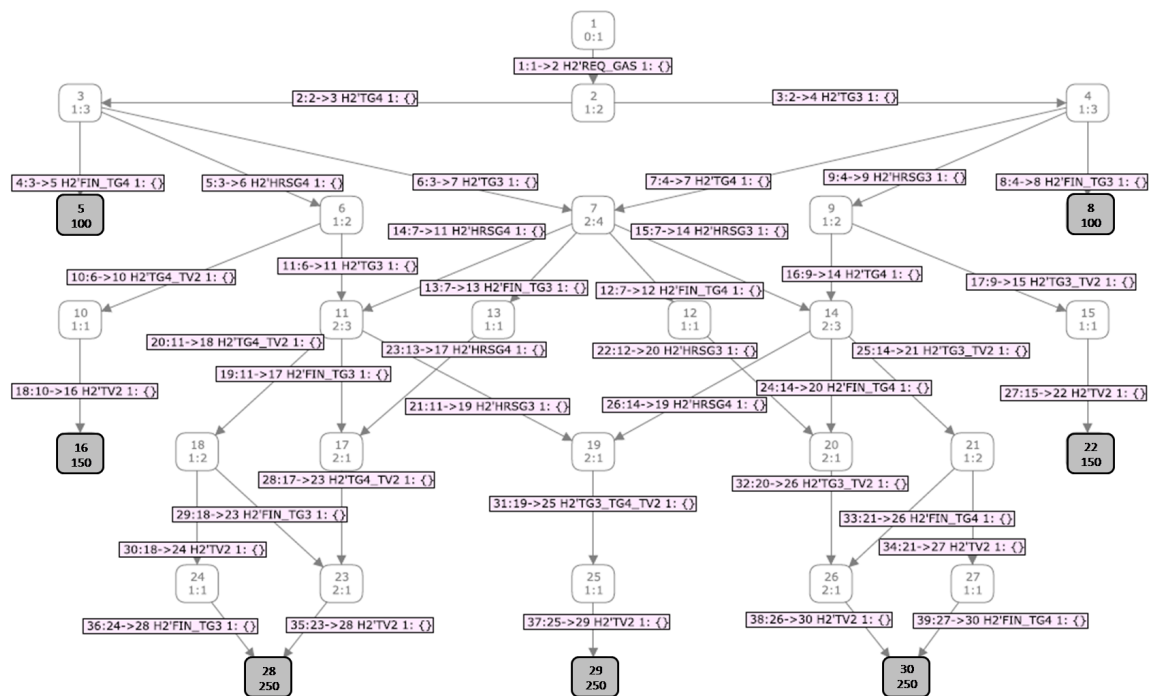 1
0:1
1:1->2 H2'REQ_GAS 1: {}
3
1:3
2:2->3 H2'TG4 1: {}
2
1:2
3:2->4 H2'TG3 1: {}
4
1:3
4:3->5 H2'FIN_TG4 1: {}
5:3->6 H2'HRSG4 1: {}
6:3->7 H2'TG3 1: {}
7:4->7 H2'TG4 1: {}
9:4->9 H2'HRSG3 1: {}
8:4->8 H2'FIN_TG3 1: {}
5
100
6
1:2
7
2:4
9
1:2
8
100
14:7->11 H2'HRSG4 1: {}
15:7->14 H2'HRSG3 1: {}
10:6->10 H2'TG4_TV2 1: {}
11:6->11 H2'TG3 1: {}
13:7->13 H2'FIN_TG3 1: {}
12:7->12 H2'FIN_TG4 1: {}
16:9->14 H2'TG4 1: {}
17:9->15 H2'TG3_TV2 1: {}
10
1:1
11
2:3
13
1:1
12
1:1
14
2:3
15
1:1
20:11->18 H2'TG4_TV2 1: {}
23:13->17 H2'HRSG4 1: {}
22:12->20 H2'HRSG3 1: {}
25:14->21 H2'TG3_TV2 1: {}
19:11->17 H2'FIN_TG3 1: {}
24:14->20 H2'FIN_TG4 1: {}
18:10->16 H2'TV2 1: {}
21:11->19 H2'HRSG3 1: {}
26:14->19 H2'HRSG4 1: {}
27:15->22 H2'TV2 1: {}
16
150
18
1:2
17
2:1
19
2:1
20
2:1
21
1:2
22
150
28:17->23 H2'TG4_TV2 1: {}
31:19->25 H2'TG3_TG4_TV2 1: {}
32:20->26 H2'TG3_TV2 1: {}
29:18->23 H2'FIN_TG3 1: {}
33:21->26 H2'FIN_TG4 1: {}
30:18->24 H2'TV2 1: {}
34:21->27 H2'TV2 1: {}
24
1:1
23
2:1
25
1:1
26
2:1
27
1:1
36:24->28 H2'FIN_TG3 1: {}
35:23->28 H2'TV2 1: {}
37:25->29 H2'TV2 1: {}
38:26->30 H2'TV2 1: {}
39:27->30 H2'FIN_TG4 1: {}
28
250
29
250
30
250